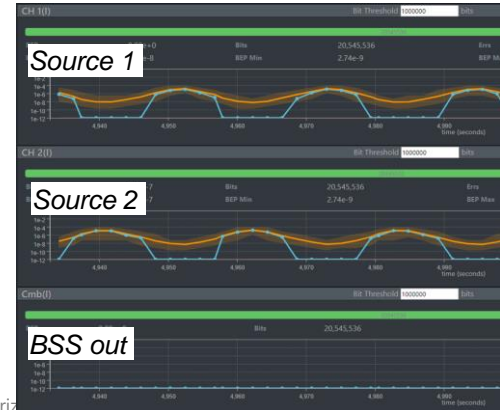 CH 1(I) Bit Threshold 1000000 bits
Source 1
Bits 20,545,536 Errs
BEP Min 2.74e-9
1e-2
1e-4
1e-6
1e-8
1e-10
1e-12
4,940 4,950 4,960 4,970 4,980 4,990
time (seconds)
CH 2(I) Bit Threshold 1000000 bits
Source 2
Bits 20,545,536 Errs
BEP Min 2.74e-9 BEP Max
1e-2
1e-4
1e-6
1e-8
1e-10
1e-12
4,940 4,950 4,960 4,970 4,980 4,990
time (seconds)
Cmb(I) Bit Threshold 1000000 bits
BSS out
Bits 20,545,536
1e-6
1e-8
1e-10
1e-12
4,940 4,950 4,960 4,970 4,980 4,990
time (seconds)